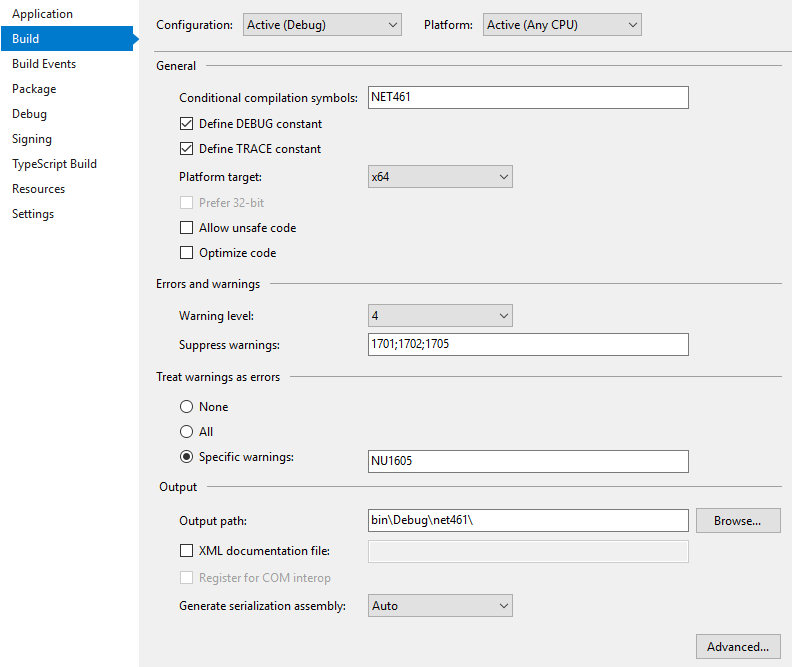 Application
Build
Build Events
Package
Debug
Signing
TypeScript Build
Resources
Settings
Configuration: Active (Debug) Platform: Active (Any CPU)
General
Conditional compilation symbols: NET461
Define DEBUG constant
Define TRACE constant
Platform target: x64
Prefer 32-bit
Allow unsafe code
Optimize code
Errors and warnings
Warning level: 4
Suppress warnings: 1701;1702;1705
Treat warnings as errors
None
All
Specific warnings: NU1605
Output
Output path: bin\Debug\net461\ Browse...
XML documentation file:
Register for COM interop
Generate serialization assembly: Auto
Advanced...